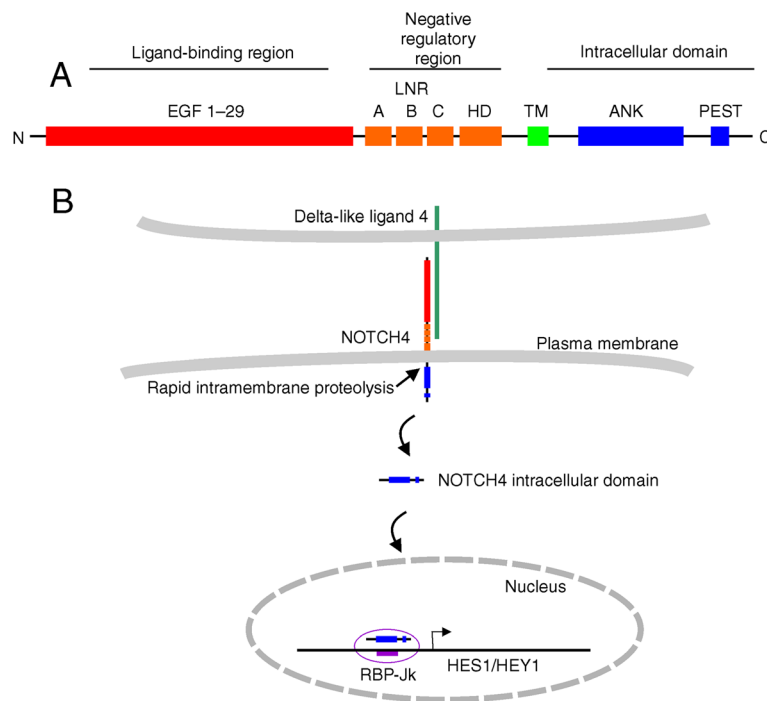 A
Ligand-binding region
Negative
regulatory
region
Intracellular domain
LNR
EGF 1–29
A
B
C
HD
TM
ANK
PEST
N
C
B
Delta-like ligand 4
NOTCH4
Plasma membrane
Rapid intramembrane proteolysis
NOTCH4 intracellular domain
Nucleus
RBP-Jk
HES1/HEY1